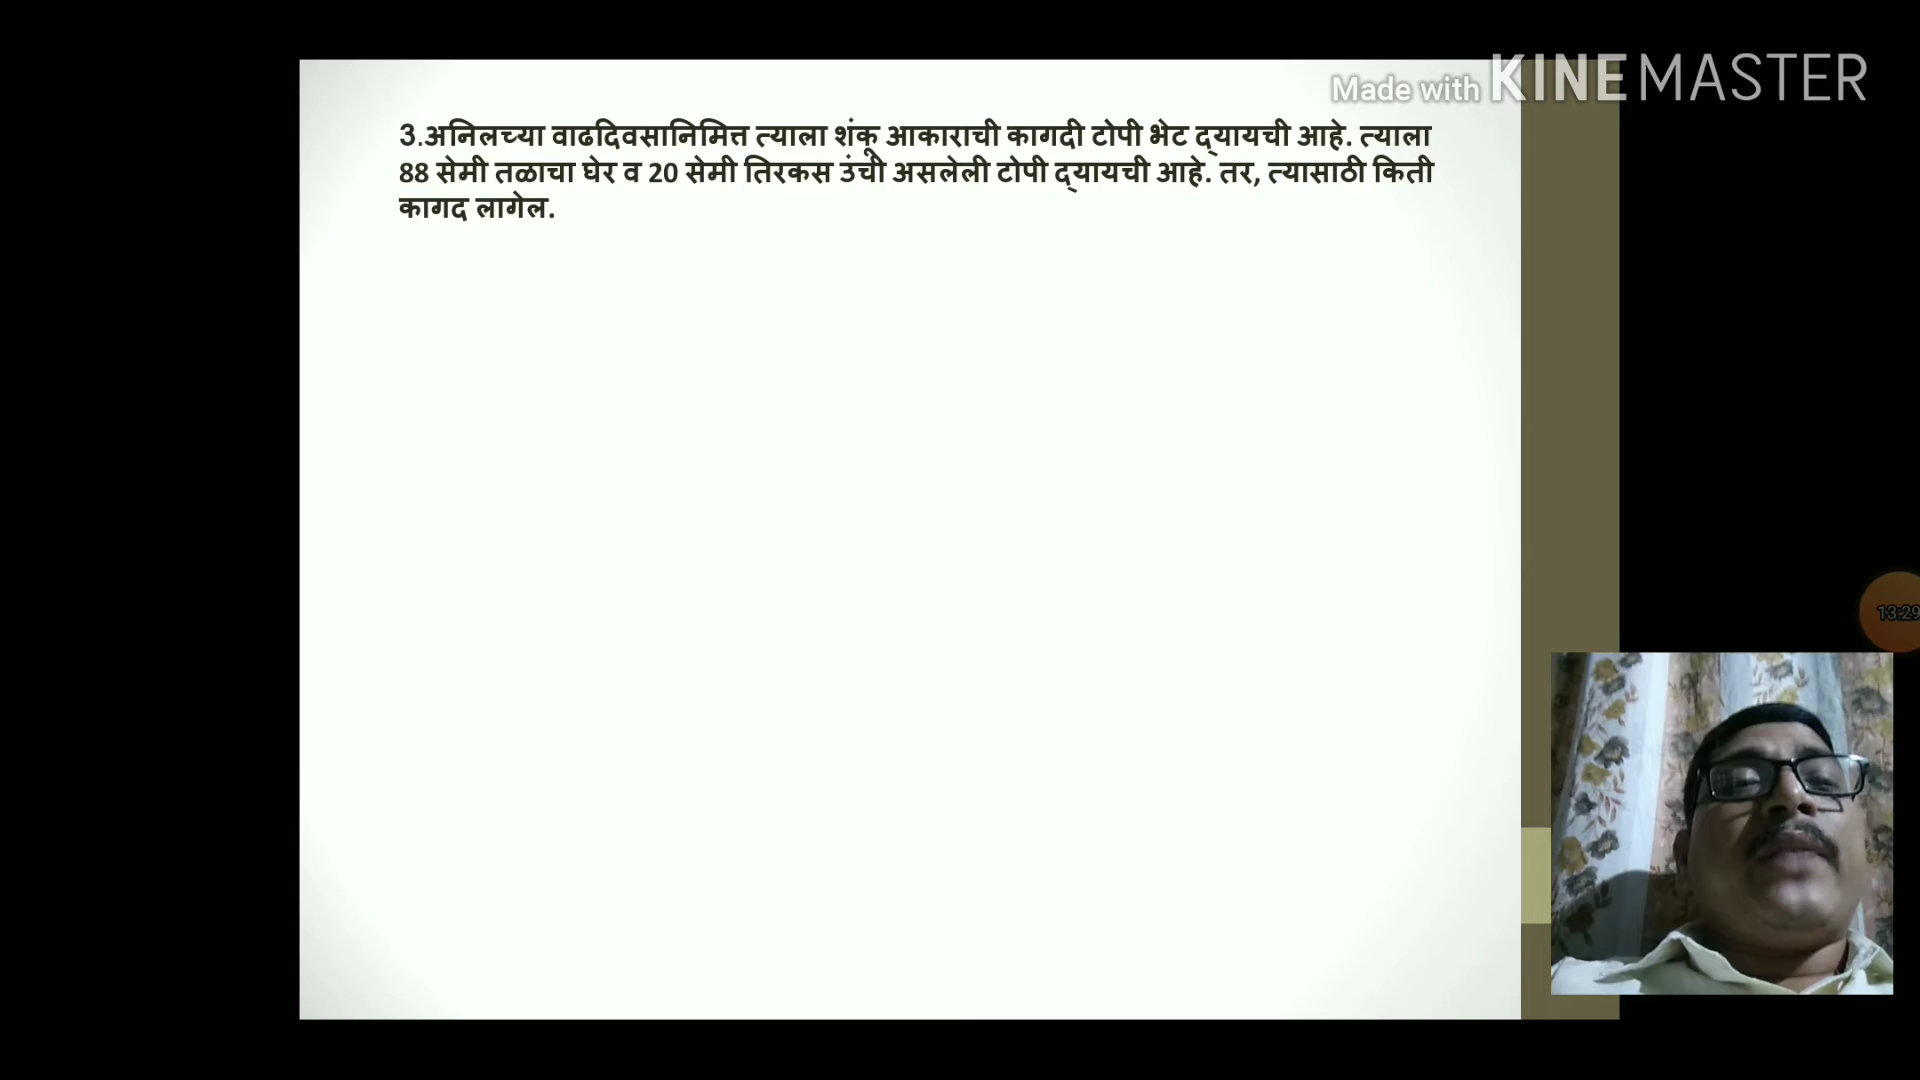 Made with KINEMASTER
3.अनिलच्या वाढदिवसानिमित्त त्याला शंकू आकाराची कागदी टोपी भेट द्यायची आहे. त्याला
88 सेमी तळाचा घेर व 20 सेमी तिरकस उंची असलेली टोपी द्यायची आहे. तर, त्यासाठी किती
कागद लागेल.
13:29